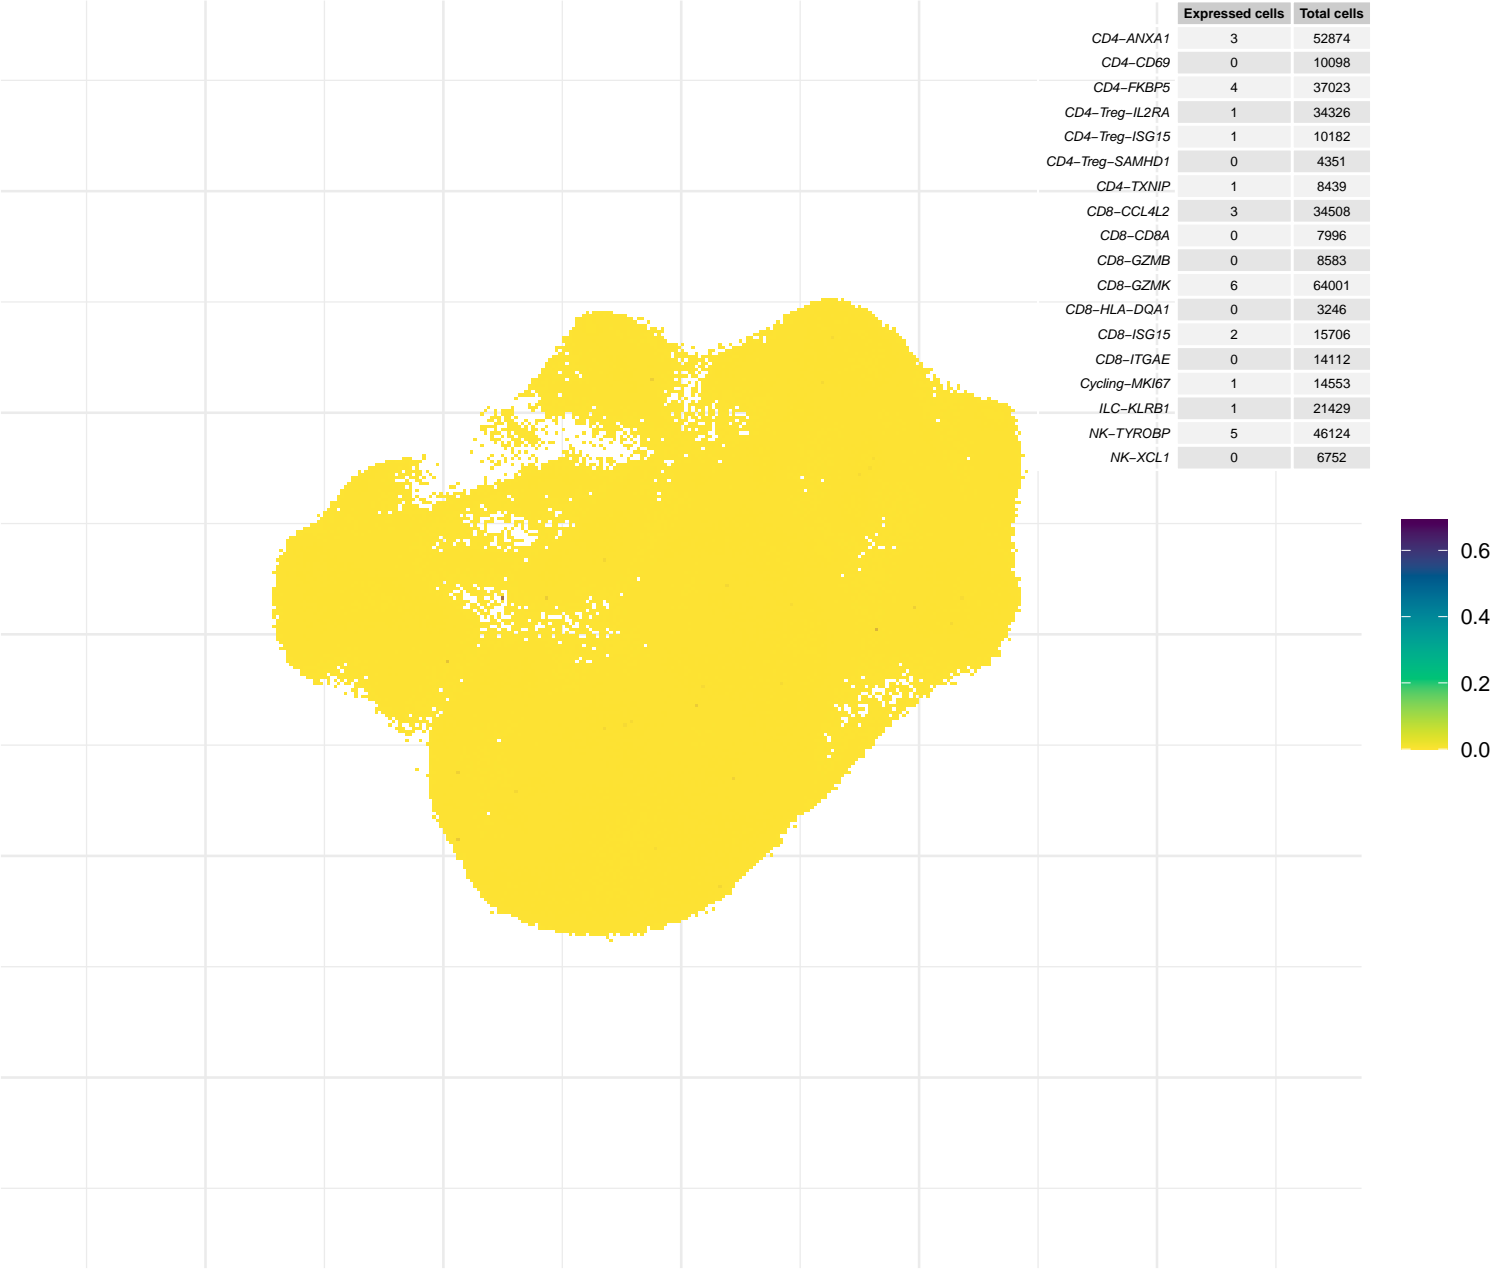 Expressed cells Total cells
CD4−ANXA1 3 52874
CD4−CD69 0 10098
CD4−FKBP5 4 37023
CD4−Treg−IL2RA 1 34326
CD4−Treg−ISG15 1 10182
CD4−Treg−SAMHD1 0 4351
CD4−TXNIP 1 8439
CD8−CCL4L2 3 34508
CD8−CD8A 0 7996
CD8−GZMB 0 8583
CD8−GZMK 6 64001
CD8−HLA−DQA1 0 3246
CD8−ISG15 2 15706
CD8−ITGAE 0 14112
Cycling−MKI67 1 14553
ILC−KLRB1 1 21429
NK−TYROBP 5 46124
NK−XCL1 0 6752
0.6
0.4
0.2
0.0